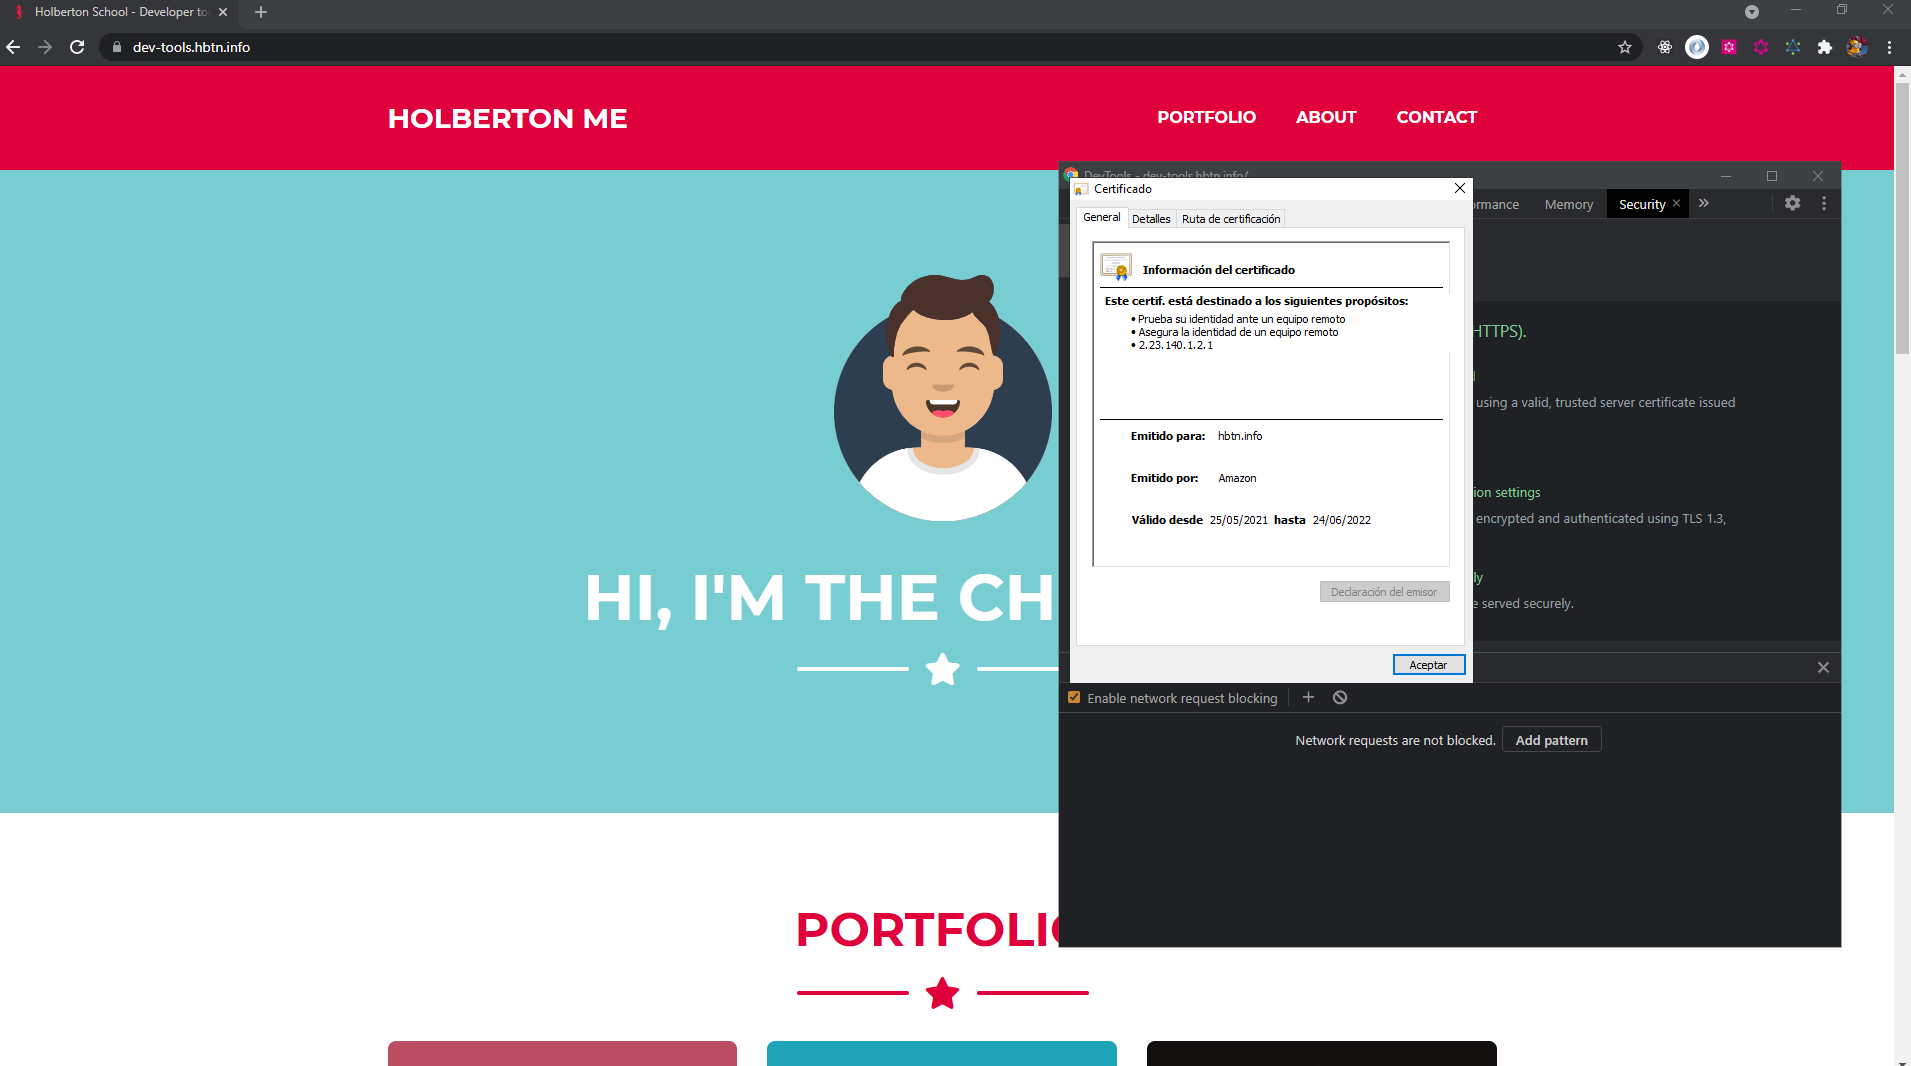 Holberton School - Developer to
dev-tools.hbtn.info
HOLBERTON ME
PORTFOLIO ABOUT CONTACT
DevTools - dev-tools.hbtn.info/
Certificado
General Detalles Ruta de certificación
rmance Memory Security
Información del certificado
Este certif. está destinado a los siguientes propósitos:
• Prueba su identidad ante un equipo remoto
• Asegura la identidad de un equipo remoto
• 2.23.140.1.2.1
HTTPS).
using a valid, trusted server certificate issued
Emitido para: hbtn.info
Emitido por: Amazon
ion settings
encrypted and authenticated using TLS 1.3,
Válido desde 25/05/2021 hasta 24/06/2022
ly
e served securely.
Declaración del emisor
Aceptar
HI, I'M THE CH
Enable network request blocking
Network requests are not blocked. Add pattern
PORTFOLIO